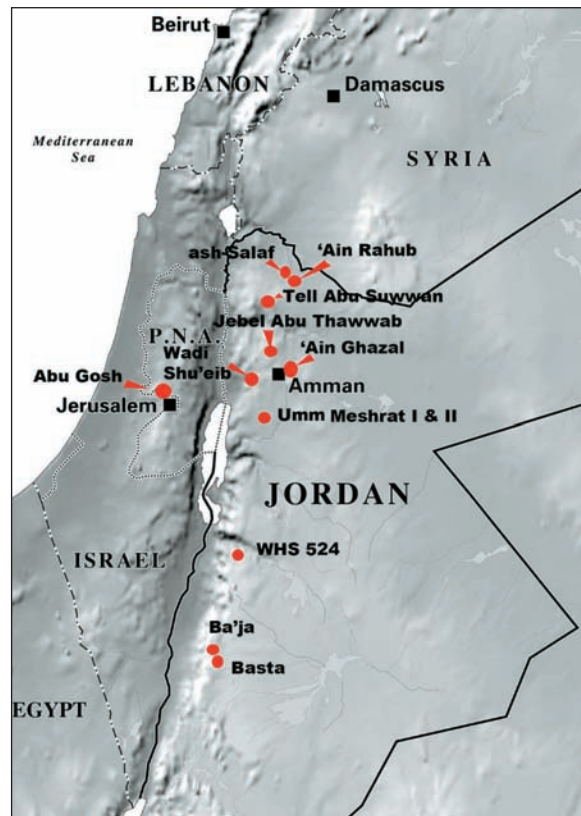 Beirut
LEBANON
Damascus
Mediterranean
Sea
SYRIA
ash-Salaf
‘Ain Rahub
Tell Abu Suwwan
Jebel Abu Thawwab
P.N.A.
Wadi
Shu’eib
‘Ain Ghazal
Abu Gosh
Amman
Jerusalem
Umm Meshrat I & II
JORDAN
ISRAEL
WHS 524
Ba’ja
Basta
EGYPT